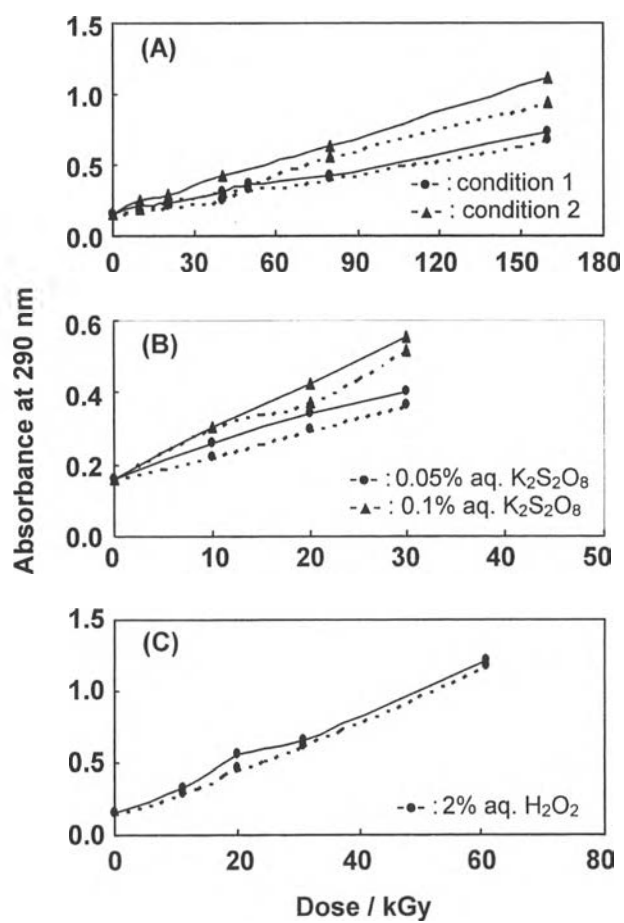 (A)
1.5
1.0
0.5
0.0
0 30 60 90 120 150 180
-●- : condition 1
-▲- : condition 2
(B)
0.6
0.4
0.2
0.0
0 10 20 30 40 50
-●- : 0.05% aq. K₂S₂O₈
-▲- : 0.1% aq. K₂S₂O₈
(C)
1.5
1.0
0.5
0.0
0 20 40 60 80
-●- : 2% aq. H₂O₂
Absorbance at 290 nm
Dose / kGy